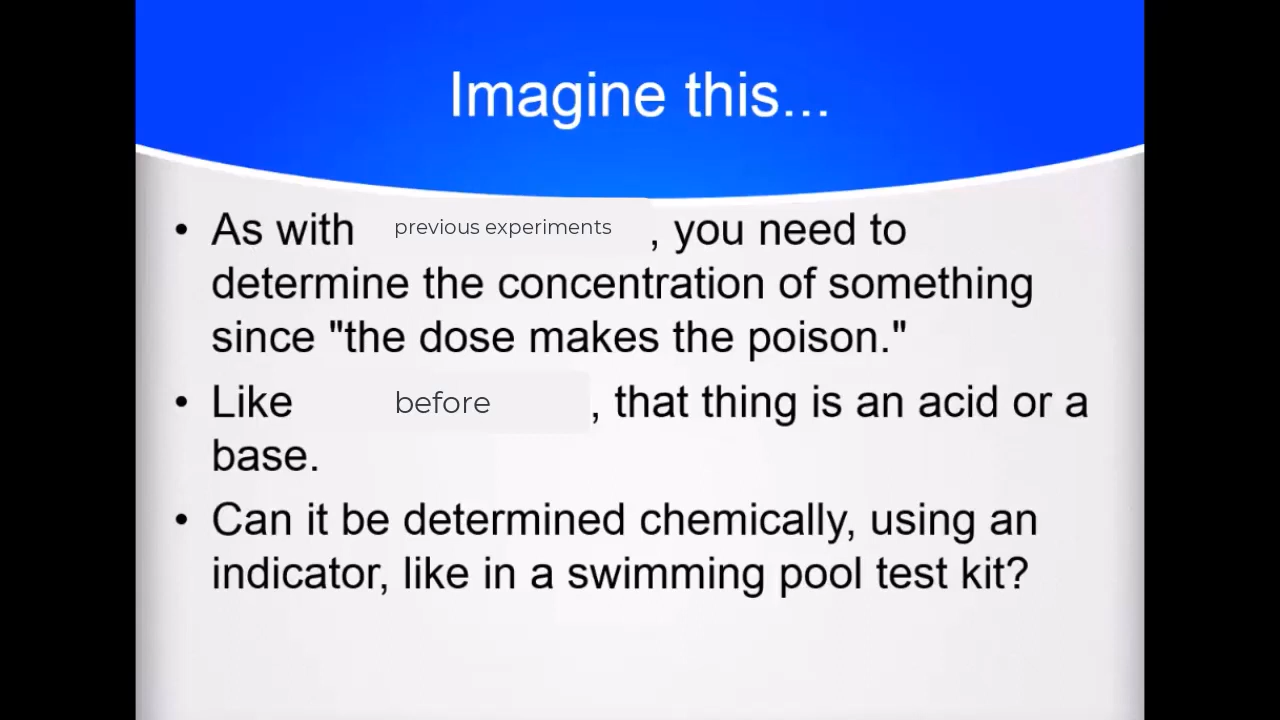 Imagine this...
• As with previous experiments, you need to
determine the concentration of something
since "the dose makes the poison."
• Like before, that thing is an acid or a
base.
• Can it be determined chemically, using an
indicator, like in a swimming pool test kit?